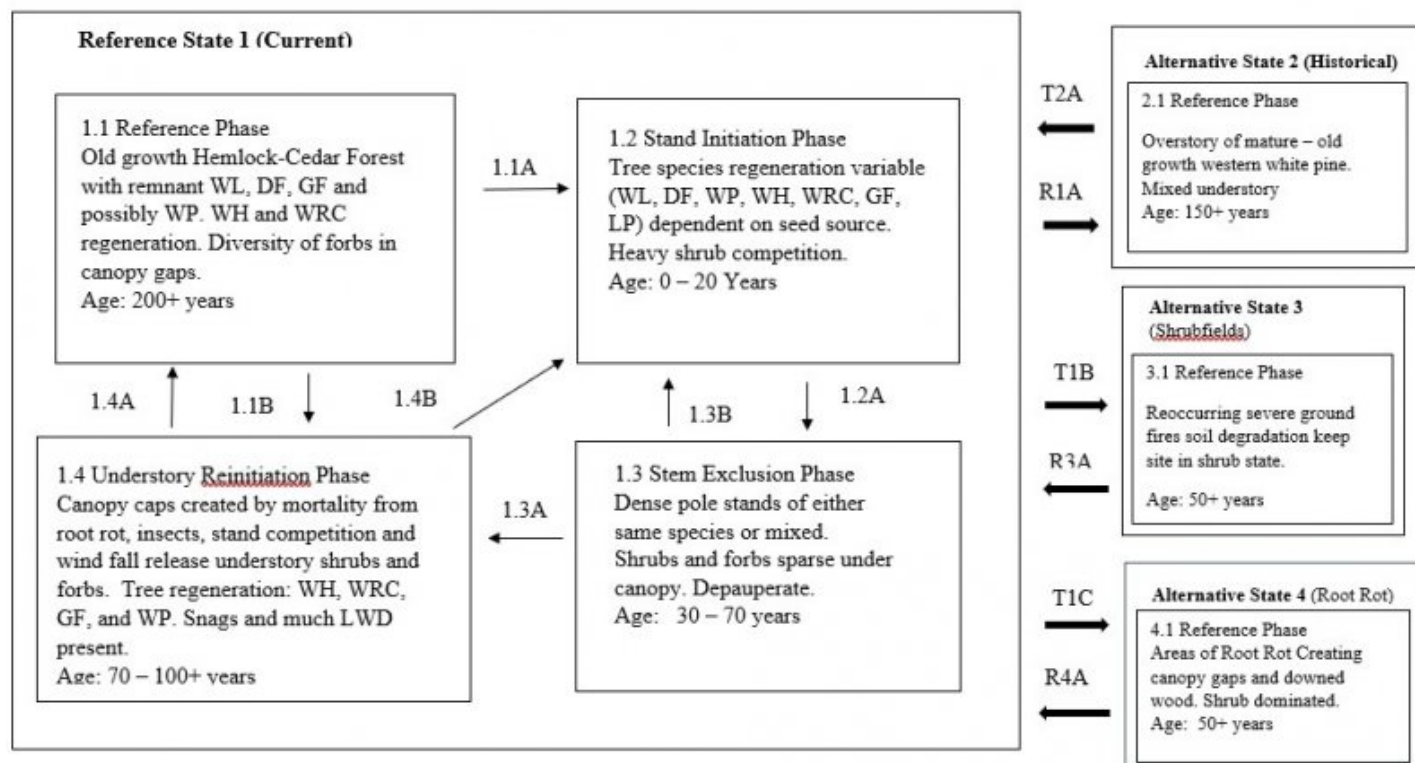 Reference State 1 (Current)
1.1 Reference Phase
Old growth Hemlock-Cedar Forest
with remnant WL, DF, GF and
possibly WP. WH and WRC
regeneration. Diversity of forbs in
canopy gaps.
Age: 200+ years
1.1A
1.2 Stand Initiation Phase
Tree species regeneration variable
(WL, DF, WP, WH, WRC, GF,
LP) dependent on seed source.
Heavy shrub competition.
Age: 0 – 20 Years
1.4A
1.1B
1.4B
1.3B
1.2A
1.4 Understory Reinitiation Phase
Canopy caps created by mortality from
root rot, insects, stand competition and
wind fall release understory shrubs and
forbs. Tree regeneration: WH, WRC,
GF, and WP. Snags and much LWD
present.
Age: 70 – 100+ years
1.3A
1.3 Stem Exclusion Phase
Dense pole stands of either
same species or mixed.
Shrubs and forbs sparse under
canopy. Depauperate.
Age: 30 – 70 years
T2A
R1A
Alternative State 2 (Historical)
2.1 Reference Phase
Overstory of mature – old
growth western white pine.
Mixed understory
Age: 150+ years
T1B
R3A
Alternative State 3
(Shrubfields)
3.1 Reference Phase
Reoccurring severe ground
fires soil degradation keep
site in shrub state.
Age: 50+ years
T1C
R4A
Alternative State 4 (Root Rot)
4.1 Reference Phase
Areas of Root Rot Creating
canopy gaps and downed
wood. Shrub dominated.
Age: 50+ years